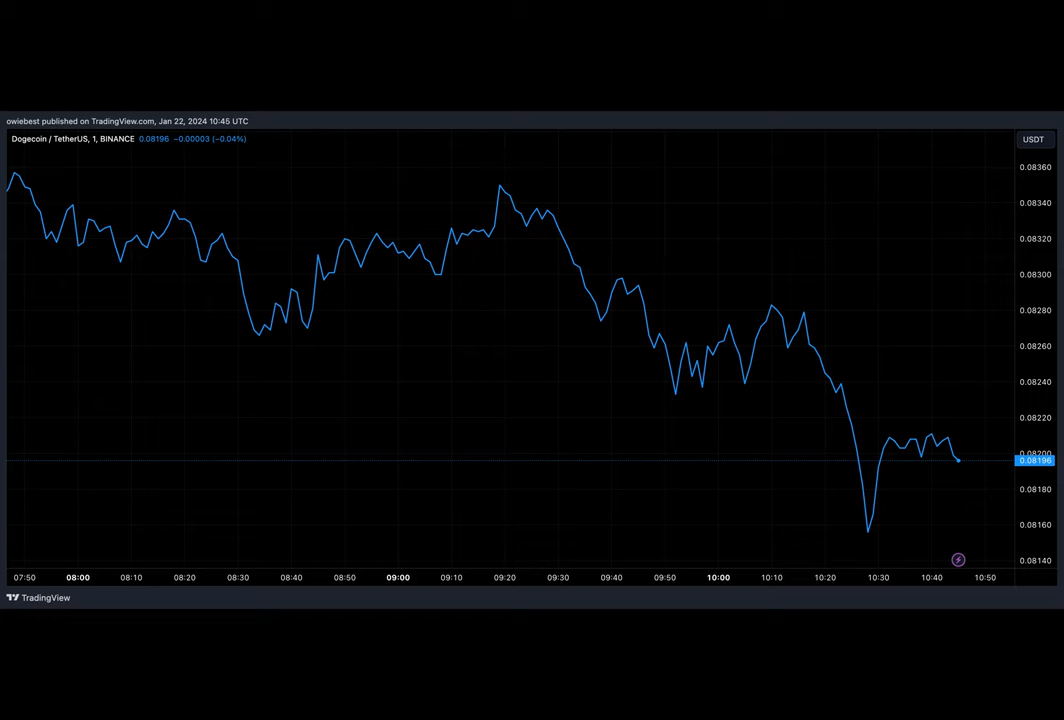 owiebest published on TradingView.com, Jan 22, 2024 10:45 UTC
Dogecoin / TetherUS, 1, BINANCE 0.08196 −0.00003 (−0.04%)
USDT
0.08360
0.08340
0.08320
0.08300
0.08280
0.08260
0.08240
0.08220
0.08200
0.08196
0.08180
0.08160
0.08140
07:50 08:00 08:10 08:20 08:30 08:40 08:50 09:00 09:10 09:20 09:30 09:40 09:50 10:00 10:10 10:20 10:30 10:40 10:50
TradingView